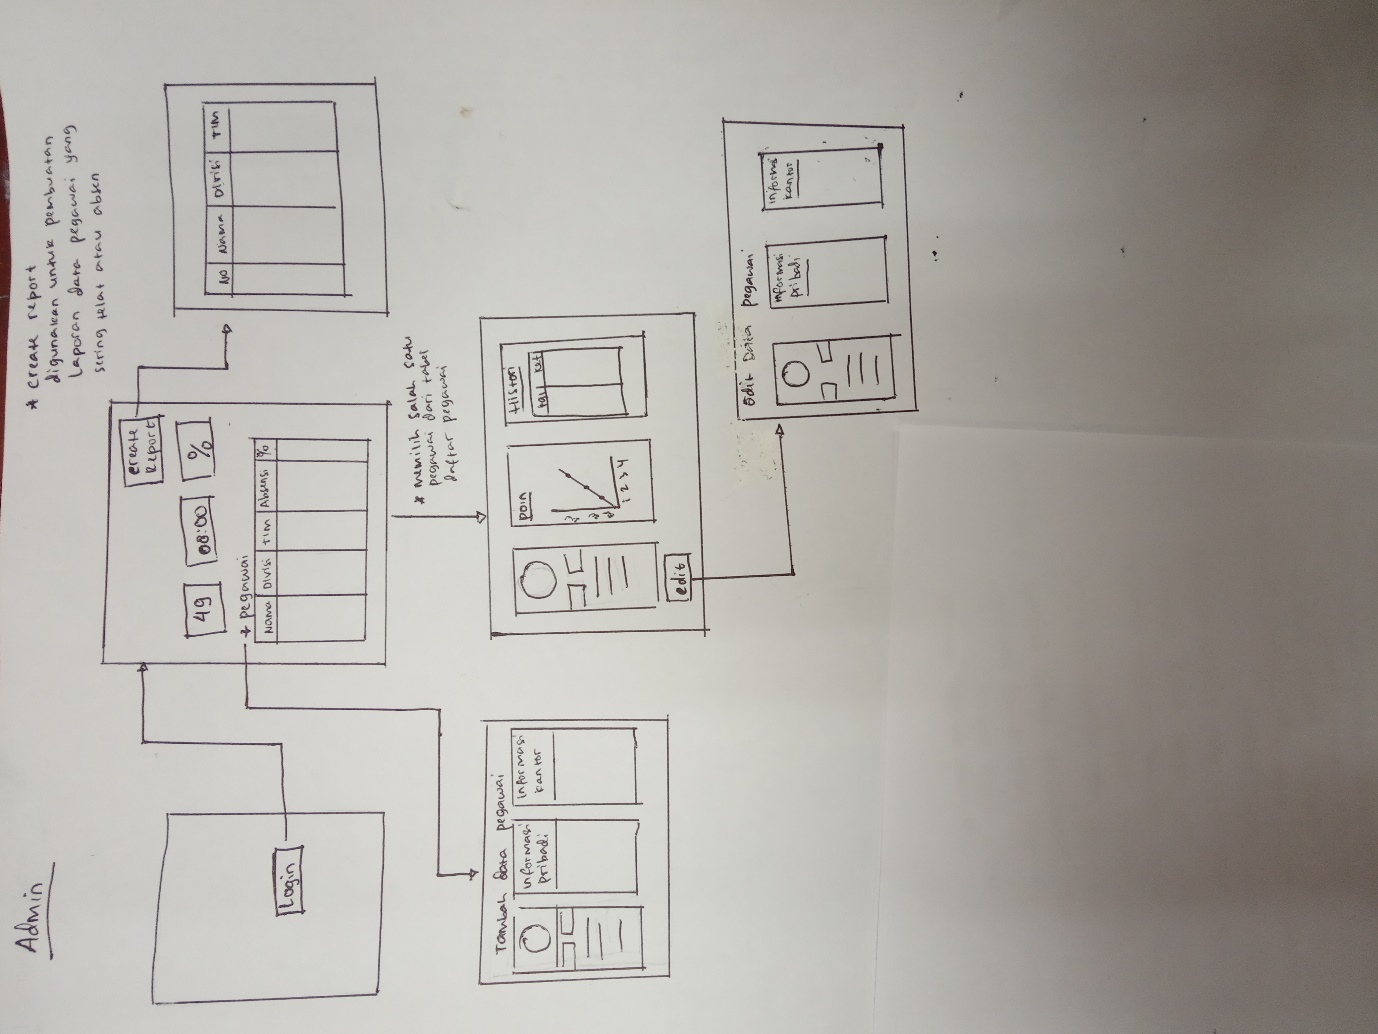 Admin
Login
create
report
49
08:00
%
+ pegawai
Nama Divisi TIM Absensi %
* create report
digunakan untuk pembuatan
Laporan data pegawai yang
sering telat atau absen
No Nama Divisi TIM
* memilih salah satu
pegawai dari tabel
daftar pegawai
Tambah data pegawai
informasi
pribadi
informasi
kantor
poin
1 2 3 4
Histori
ket
edit
Edit Data pegawai
informasi
pribadi
informasi
kantor